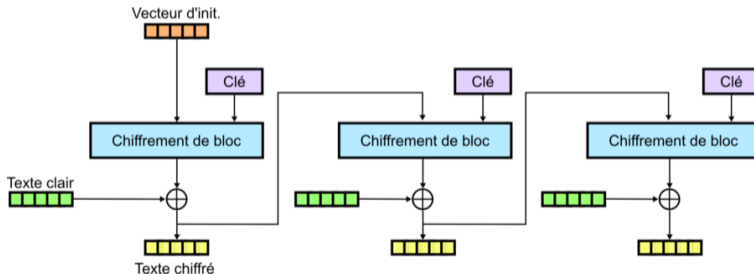 Vecteur d'init.
Clé
Clé
Clé
Chiffrement de bloc
Chiffrement de bloc
Chiffrement de bloc
Texte clair
Texte chiffré